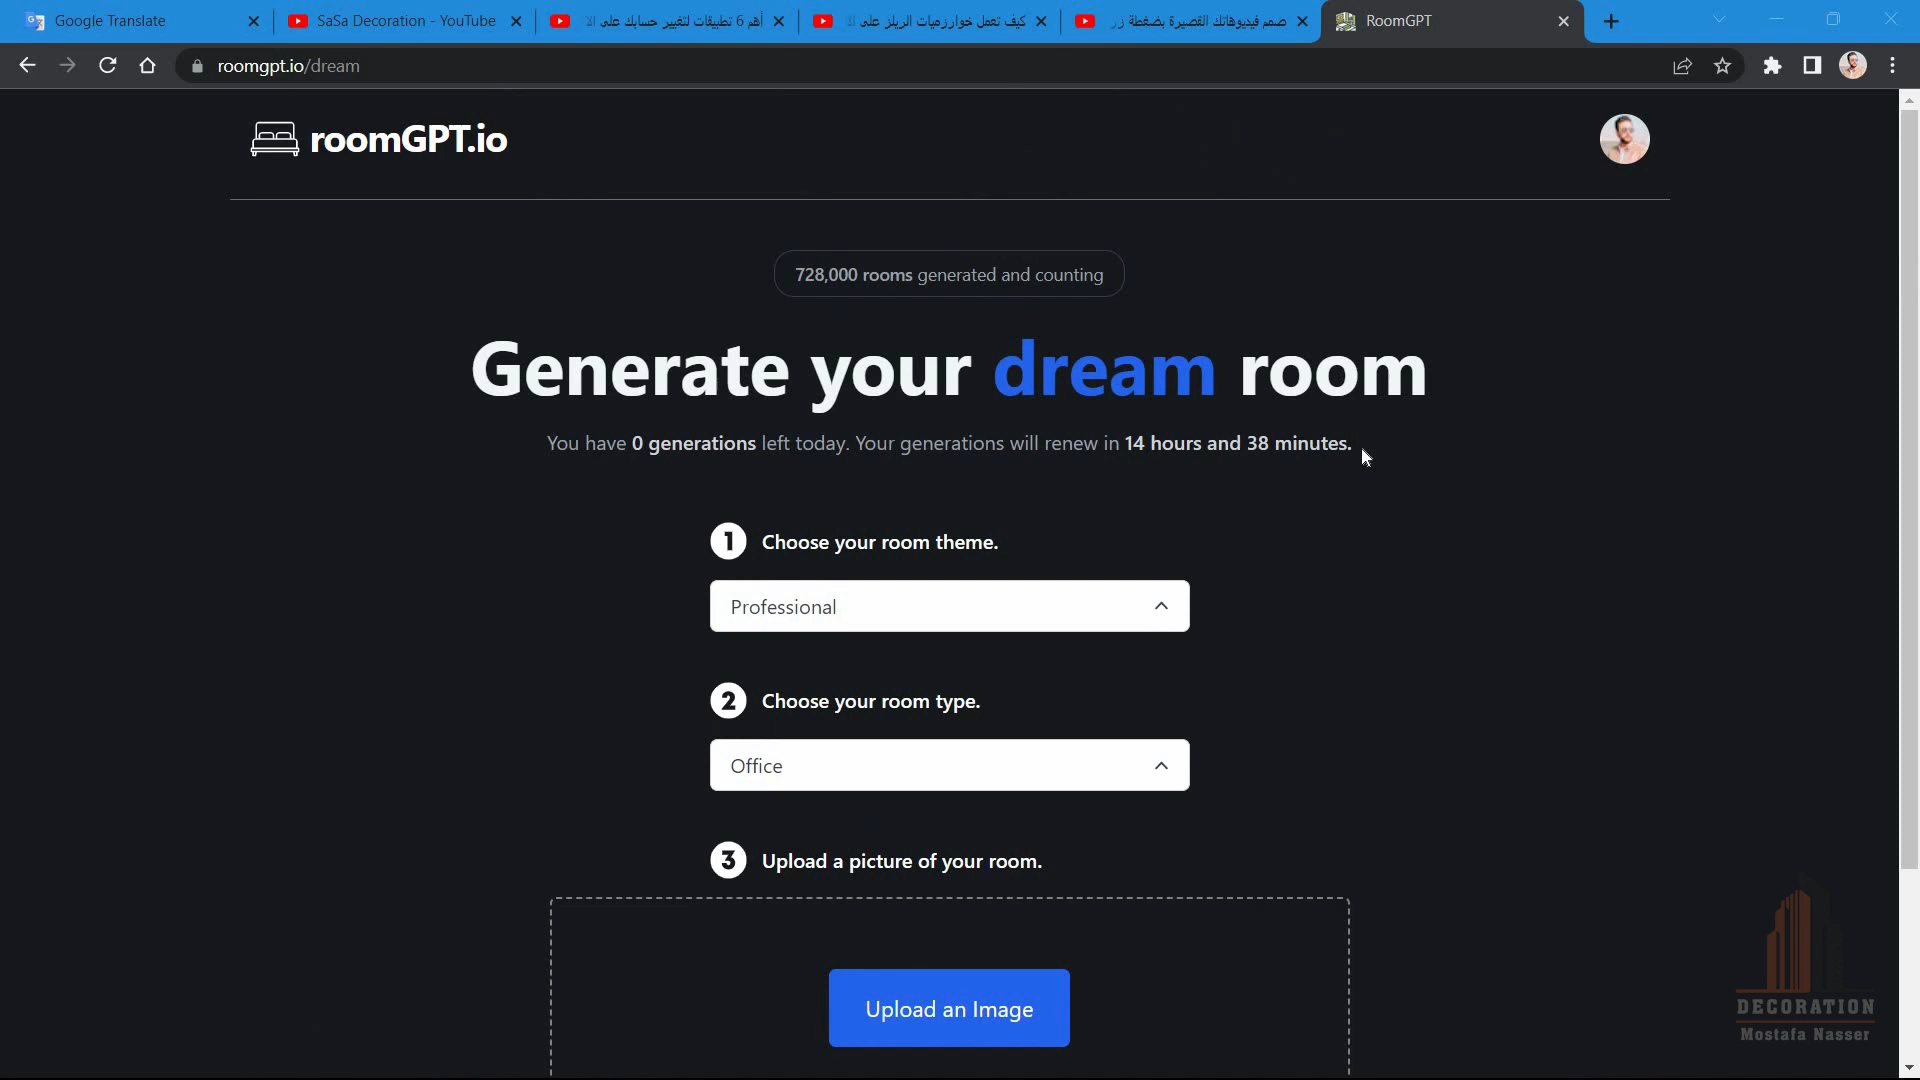 Google Translate
SaSa Decoration - YouTube
أهم 6 تطبيقات لتغيير حسابك على الا
كيف تعمل خوارزميات الريلز على الا
صمم فيديوهاتك القصيرة بضغطة زر
RoomGPT
roomgpt.io/dream
roomGPT.io
728,000 rooms generated and counting
Generate your dream room
You have 0 generations left today. Your generations will renew in 14 hours and 38 minutes.
1 Choose your room theme.
Professional
2 Choose your room type.
Office
3 Upload a picture of your room.
Upload an Image
DECORATION
Mostafa Nasser